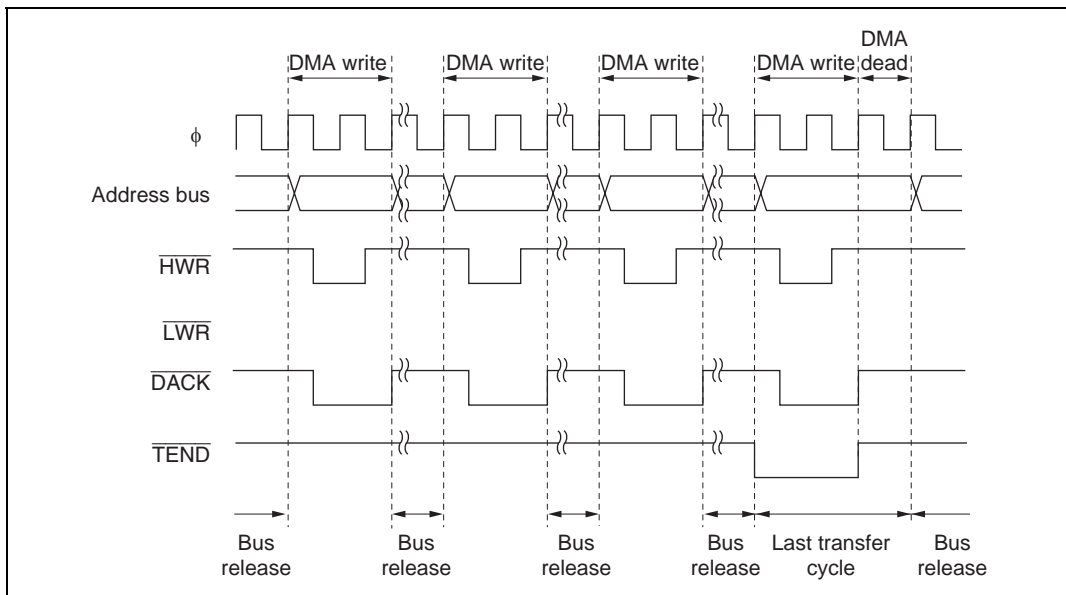 DMA
DMA write DMA write DMA write DMA write dead
ϕ
Address bus
HWR
LWR
DACK
TEND
Bus Bus Bus Bus Last transfer Bus
release release release release cycle release